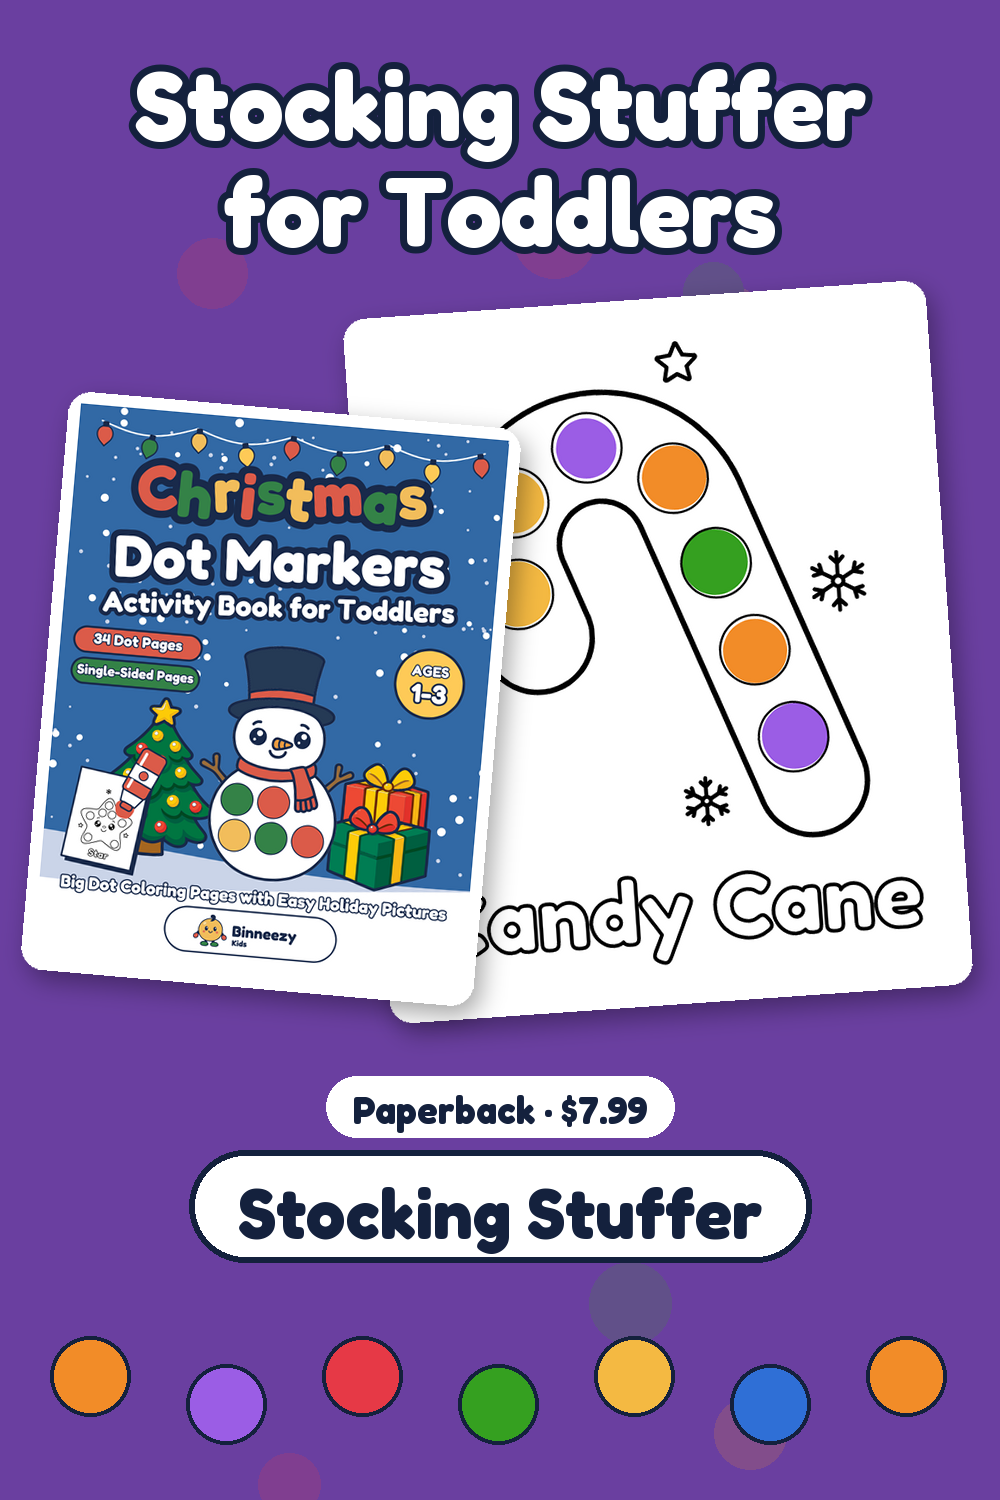 Stocking Stuffer
for Toddlers
Christmas
Dot Markers
Activity Book for Toddlers
34 Dot Pages
Single-Sided Pages
AGES
1-3
Star
Big Dot Coloring Pages with Easy Holiday Pictures
Binneezy
Kids
Candy Cane
Paperback · $7.99
Stocking Stuffer